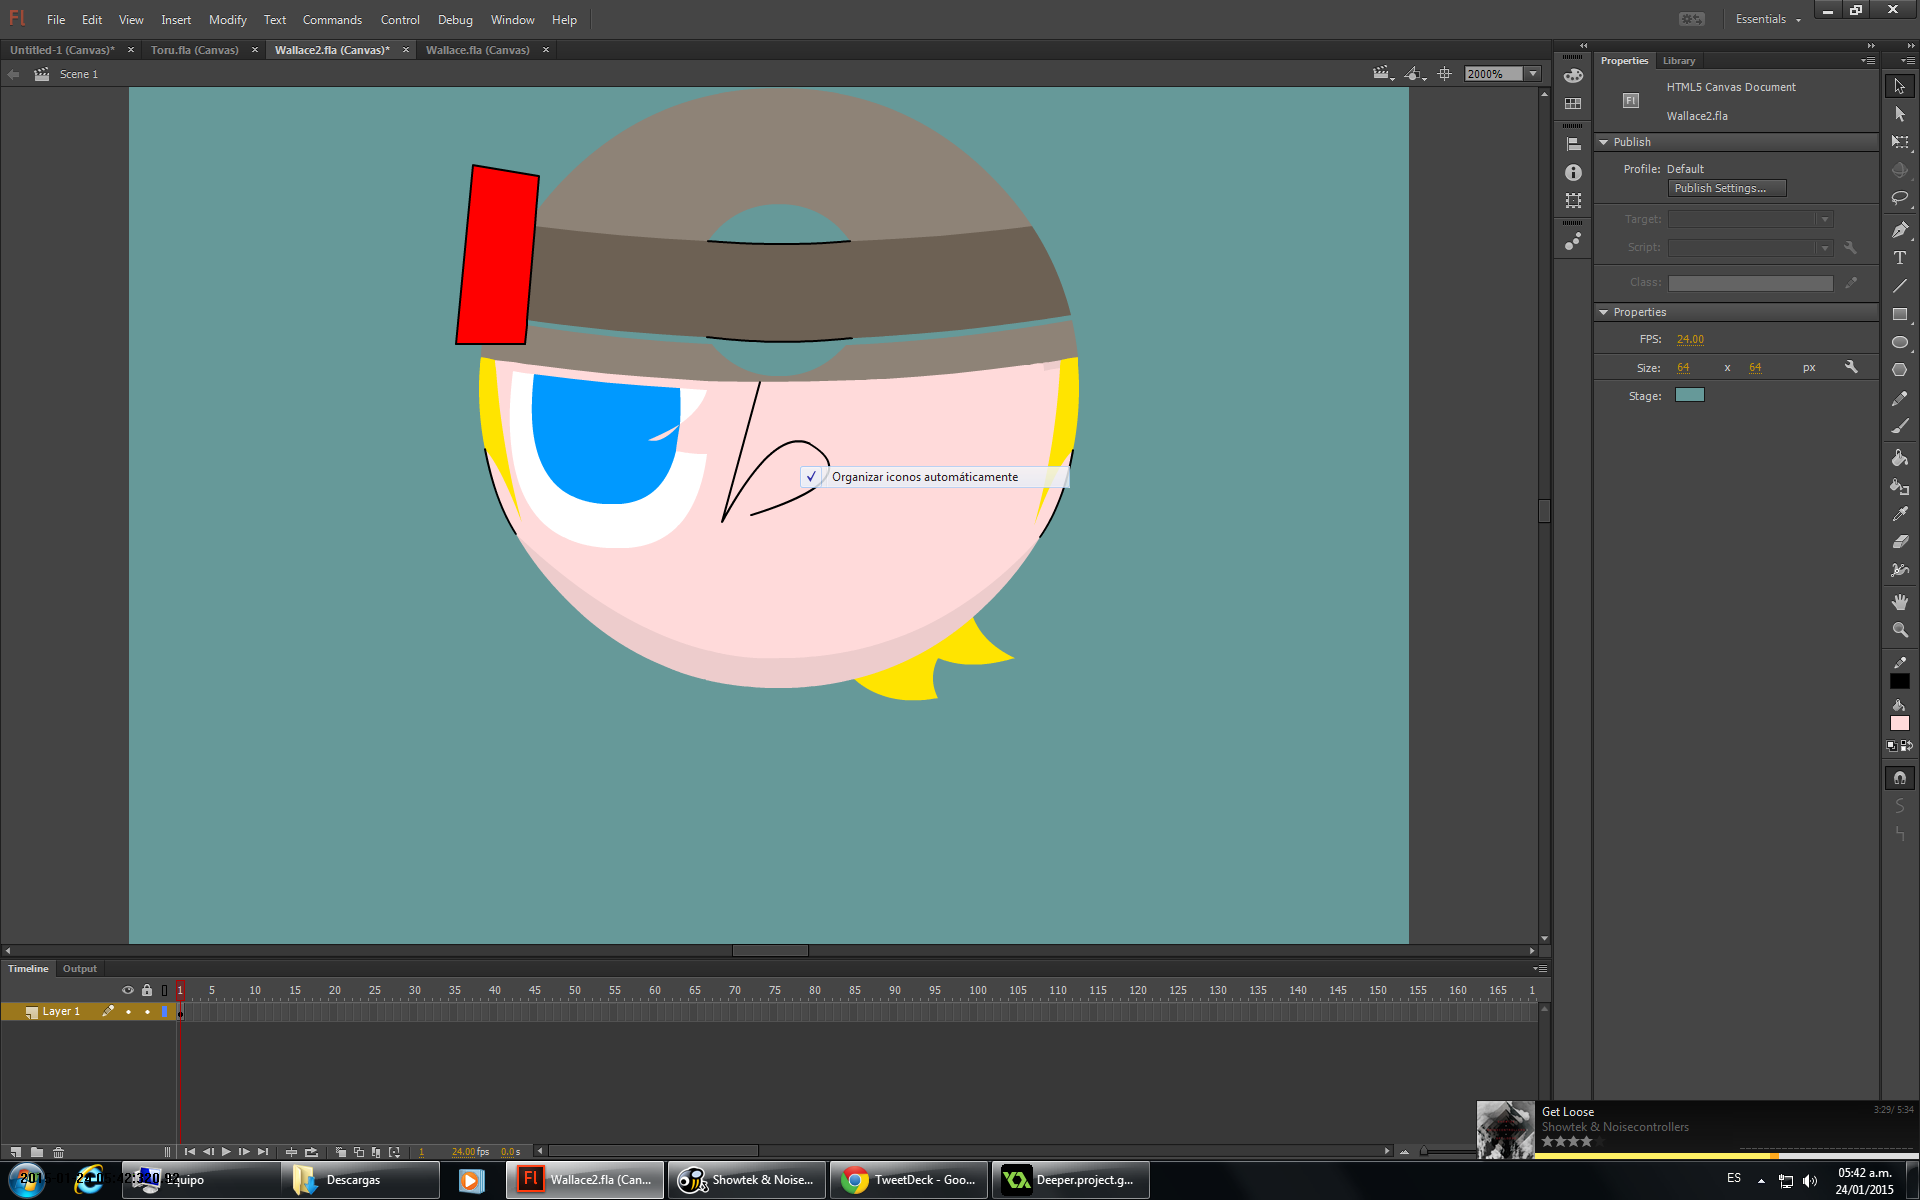 Fl File Edit View Insert Modify Text Commands Control Debug Window Help Essentials
Untitled-1 (Canvas)* × Toru.fla (Canvas) × Wallace2.fla (Canvas)* × Wallace.fla (Canvas) ×
Scene 1 2000%
Properties Library
HTML5 Canvas Document
Fl
Wallace2.fla
Publish
Profile: Default
Publish Settings...
Target:
Script:
Class:
Properties
FPS: 24.00
Size: 64 x 64 px
Stage:
✓ Organizar iconos automáticamente
Timeline Output
1 5 10 15 20 25 30 35 40 45 50 55 60 65 70 75 80 85 90 95 100 105 110 115 120 125 130 135 140 145 150 155 160 165 1
Layer 1
1 24.00 fps 0.0 s
Get Loose 3:29/ 5:34
Showtek & Noisecontrollers
Equipo Descargas Fl Wallace2.fla (Can... Showtek & Noise... TweetDeck - Goo... Deeper.project.g... ES 05:42 a.m.
24/01/2015